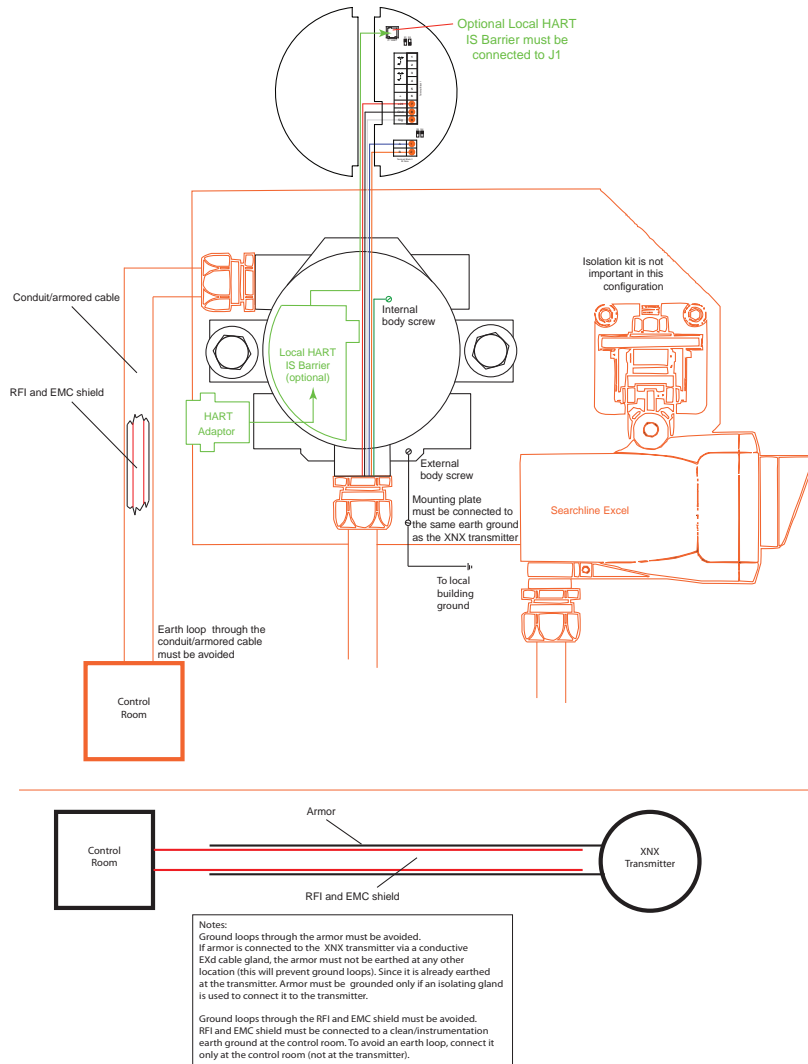 Optional Local HART
IS Barrier must be
connected to J1
Isolation kit is not
important in this
configuration
Conduit/armored cable
Internal
body screw
Local HART
IS Barrier
(optional)
RFI and EMC shield
HART
Adaptor
External
body screw
Mounting plate
must be connected to
the same earth ground
as the XNX transmitter
Searchline Excel
To local
building
ground
Earth loop through the
conduit/armored cable
must be avoided
Control
Room
Armor
Control
Room
XNX
Transmitter
RFI and EMC shield
Notes:
Ground loops through the armor must be avoided.
If armor is connected to the XNX transmitter via a conductive
EXd cable gland, the armor must not be earthed at any other
location (this will prevent ground loops). Since it is already earthed
at the transmitter. Armor must be grounded only if an isolating gland
is used to connect it to the transmitter.
Ground loops through the RFI and EMC shield must be avoided.
RFI and EMC shield must be connected to a clean/instrumentation
earth ground at the control room. To avoid an earth loop, connect it
only at the control room (not at the transmitter).